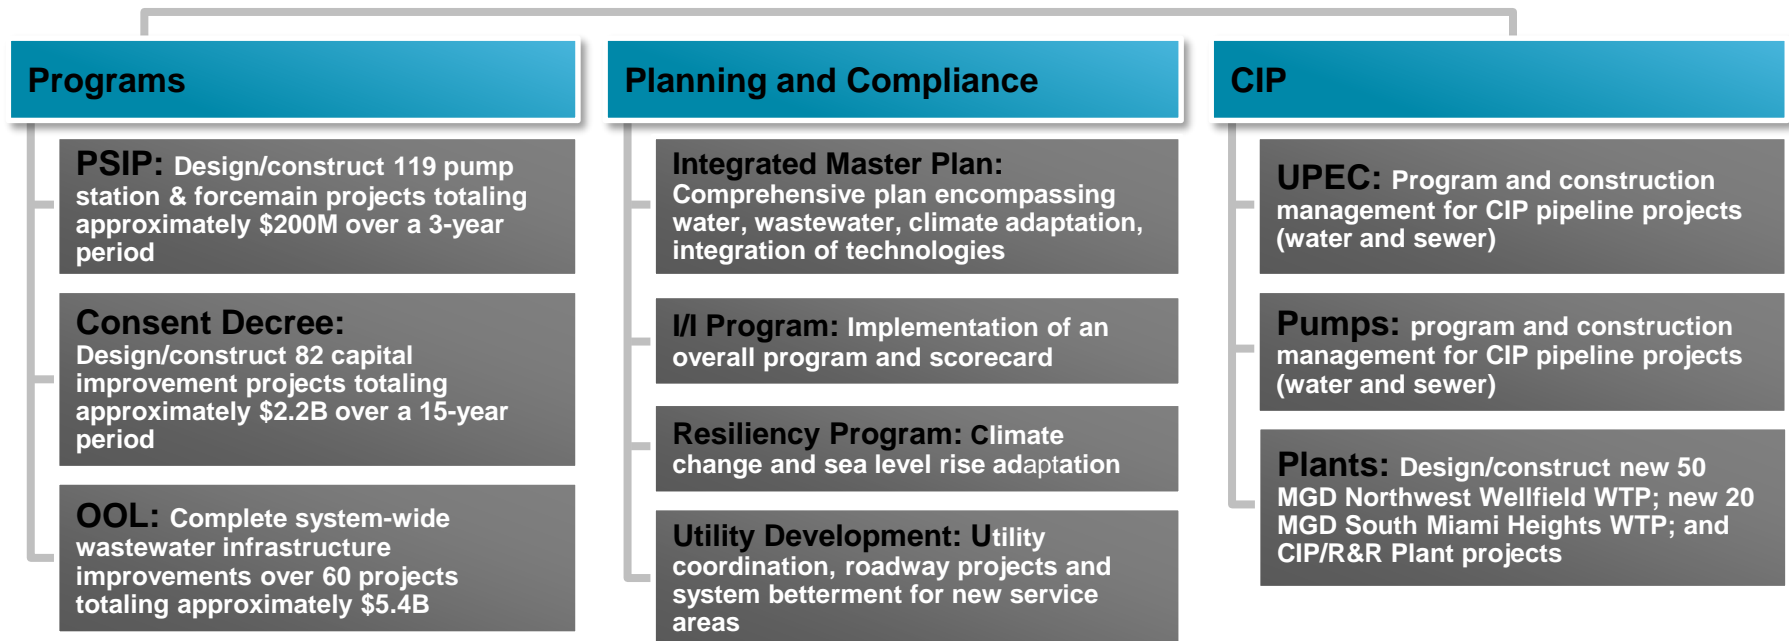 Programs
PSIP: Design/construct 119 pump
station & forcemain projects totaling
approximately $200M over a 3-year
period
Consent Decree:
Design/construct 82 capital
improvement projects totaling
approximately $2.2B over a 15-year
period
OOL: Complete system-wide
wastewater infrastructure
improvements over 60 projects
totaling approximately $5.4B
Planning and Compliance
Integrated Master Plan:
Comprehensive plan encompassing
water, wastewater, climate adaptation,
integration of technologies
I/I Program: Implementation of an
overall program and scorecard
Resiliency Program: Climate
change and sea level rise adaptation
Utility Development: Utility
coordination, roadway projects and
system betterment for new service
areas
CIP
UPEC: Program and construction
management for CIP pipeline projects
(water and sewer)
Pumps: program and construction
management for CIP pipeline projects
(water and sewer)
Plants: Design/construct new 50
MGD Northwest Wellfield WTP; new 20
MGD South Miami Heights WTP; and
CIP/R&R Plant projects